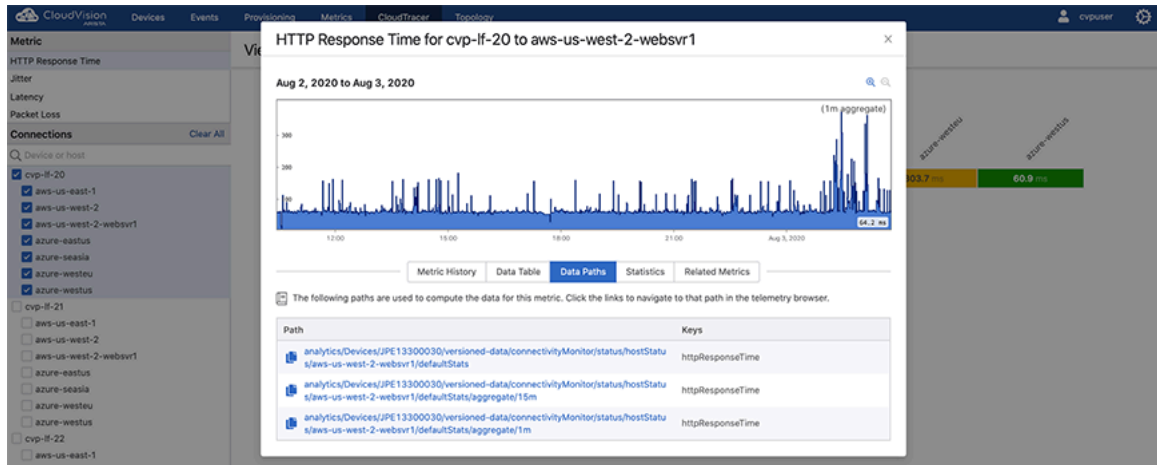 CloudVision
ARISTA
Devices
Events
Provisioning
Metrics
CloudTracer
Topology
cvpuser
Metric
HTTP Response Time
Jitter
Latency
Packet Loss
Connections
Clear All
Device or host
cvp-lf-20
aws-us-east-1
aws-us-west-2
aws-us-west-2-websvr1
azure-eastus
azure-seasia
azure-westeu
azure-westus
cvp-lf-21
aws-us-east-1
aws-us-west-2
aws-us-west-2-websvr1
azure-eastus
azure-seasia
azure-westeu
azure-westus
cvp-lf-22
aws-us-east-1
HTTP Response Time for cvp-lf-20 to aws-us-west-2-websvr1
Aug 2, 2020 to Aug 3, 2020
(1m aggregate)
300
200
100
64.2 ms
12:00
15:00
18:00
21:00
Aug 3, 2020
Metric History
Data Table
Data Paths
Statistics
Related Metrics
The following paths are used to compute the data for this metric. Click the links to navigate to that path in the telemetry browser.
Path
Keys
analytics/Devices/JPE13300030/versioned-data/connectivityMonitor/status/hostStatu
s/aws-us-west-2-websvr1/defaultStats
httpResponseTime
analytics/Devices/JPE13300030/versioned-data/connectivityMonitor/status/hostStatu
s/aws-us-west-2-websvr1/defaultStats/aggregate/15m
httpResponseTime
analytics/Devices/JPE13300030/versioned-data/connectivityMonitor/status/hostStatu
s/aws-us-west-2-websvr1/defaultStats/aggregate/1m
httpResponseTime
azure-westeu
azure-westus
03.7 ms
60.9 ms